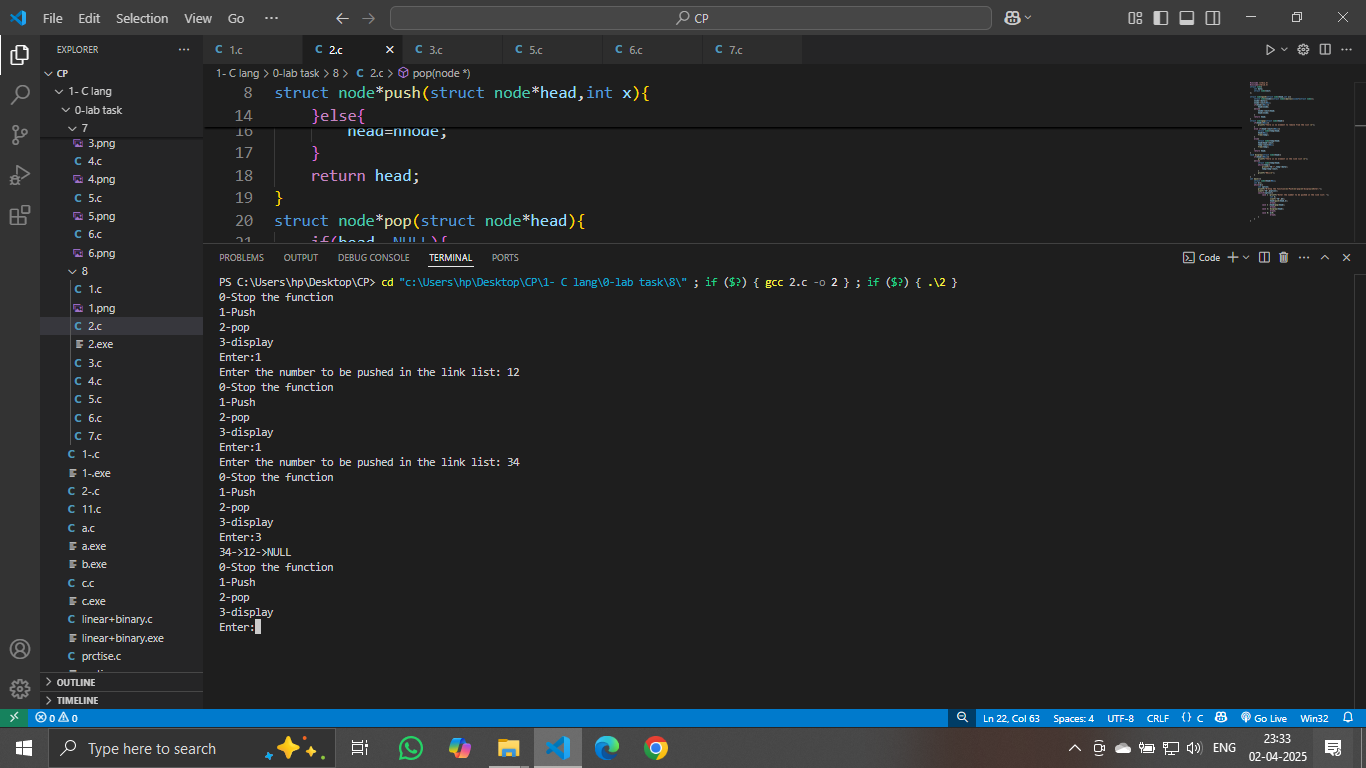 File Edit Selection View Go ··· CP
EXPLORER ···
CP
1- C lang
0-lab task
7
3.png
C 4.c
4.png
C 5.c
5.png
C 6.c
6.png
8
C 1.c
1.png
C 2.c
2.exe
C 3.c
C 4.c
C 5.c
C 6.c
C 7.c
C 1-.c
1-.exe
C 2-.c
C 11.c
C a.c
a.exe
b.exe
C c.c
c.exe
C linear+binary.c
linear+binary.exe
C prctise.c
OUTLINE
TIMELINE
C 1.c C 2.c C 3.c C 5.c C 6.c C 7.c
1- C lang > 0-lab task > 8 > C 2.c > pop(node *)
8 struct node*push(struct node*head,int x){
14 }else{
16 head=nnode;
17 }
18 return head;
19 }
20 struct node*pop(struct node*head){
PROBLEMS OUTPUT DEBUG CONSOLE TERMINAL PORTS Code
PS C:\Users\hp\Desktop\CP> cd "c:\Users\hp\Desktop\CP\1- C lang\0-lab task\8\" ; if ($?) { gcc 2.c -o 2 } ; if ($?) { .\2 }
0-Stop the function
1-Push
2-pop
3-display
Enter:1
Enter the number to be pushed in the link list: 12
0-Stop the function
1-Push
2-pop
3-display
Enter:1
Enter the number to be pushed in the link list: 34
0-Stop the function
1-Push
2-pop
3-display
Enter:3
34->12->NULL
0-Stop the function
1-Push
2-pop
3-display
Enter:
0 0 Ln 22, Col 63 Spaces: 4 UTF-8 CRLF {} C Go Live Win32
Type here to search ENG 23:33
02-04-2025